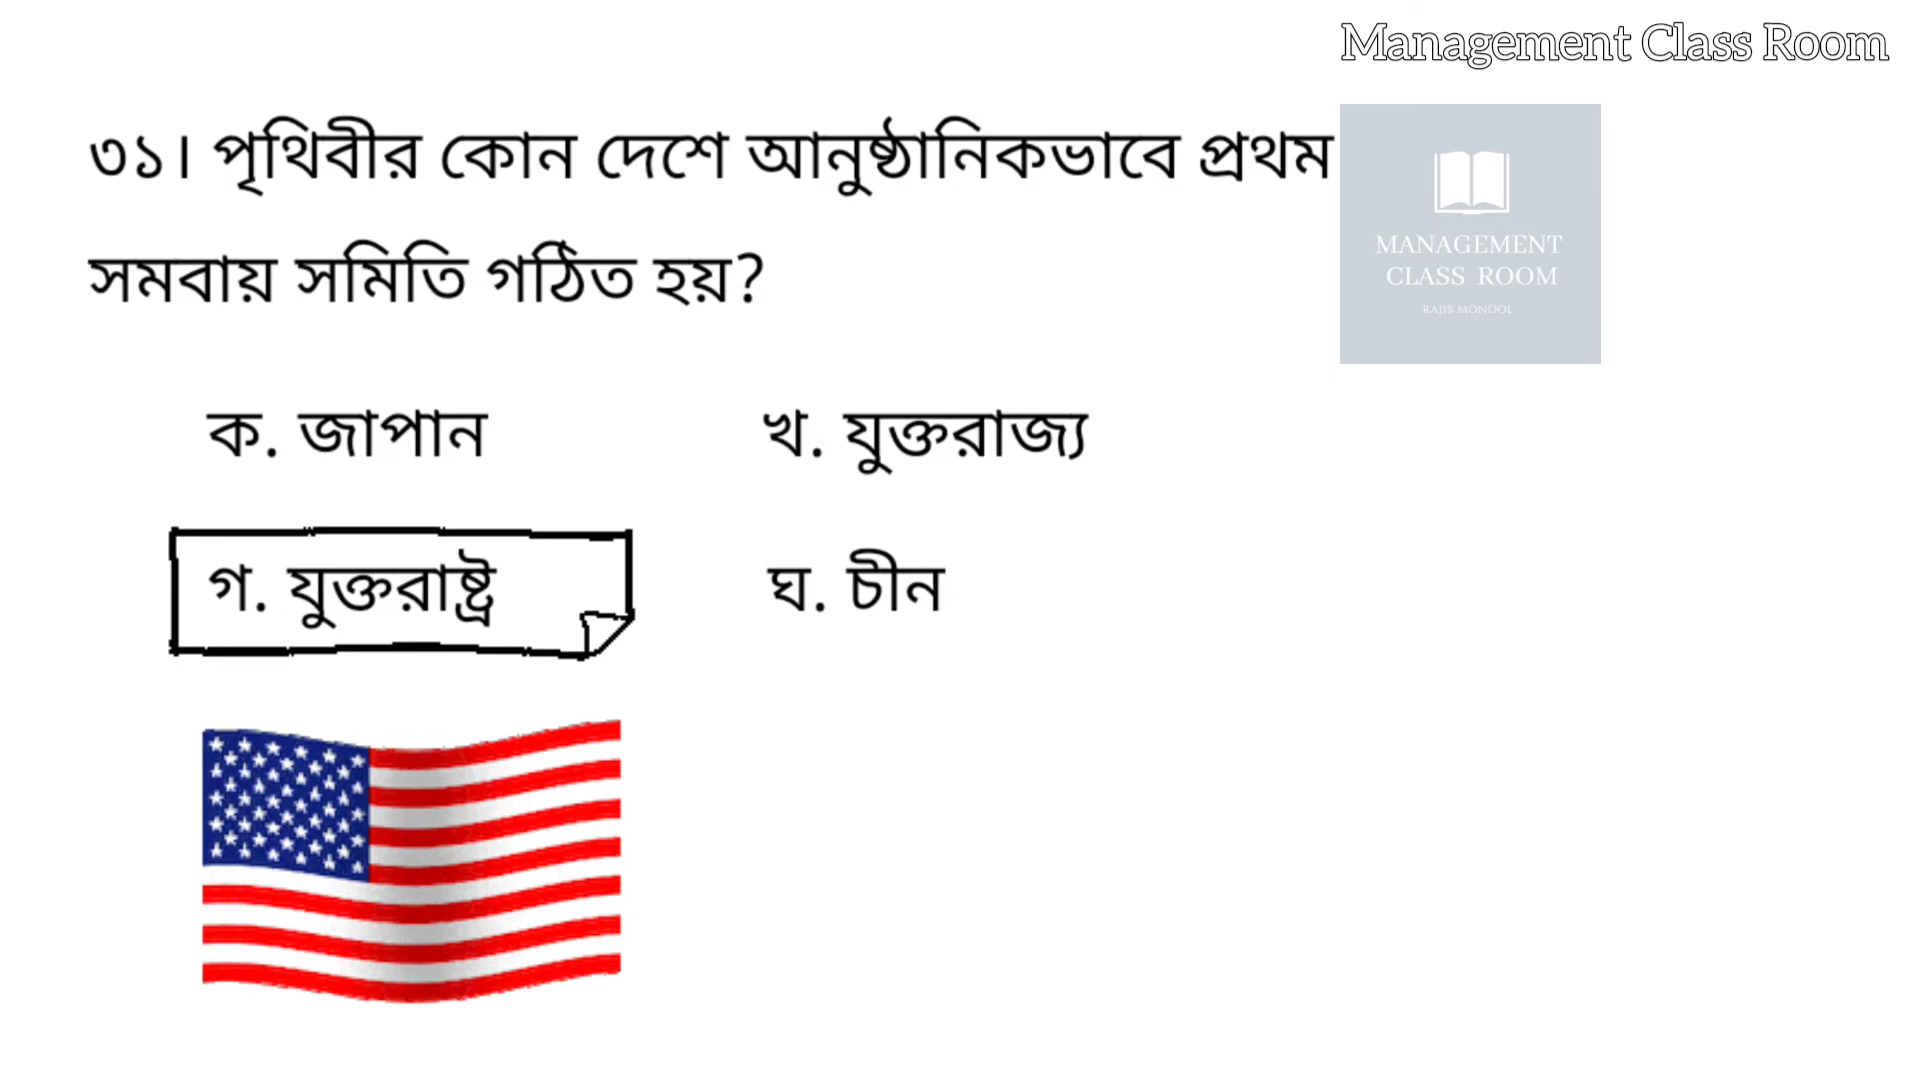 Management Class Room
৩১। পৃথিবীর কোন দেশে আনুষ্ঠানিকভাবে প্রথম
সমবায় সমিতি গঠিত হয়?
MANAGEMENT
CLASS ROOM
RAJIB MONDOL
ক. জাপান
খ. যুক্তরাজ্য
গ. যুক্তরাষ্ট্র
ঘ. চীন